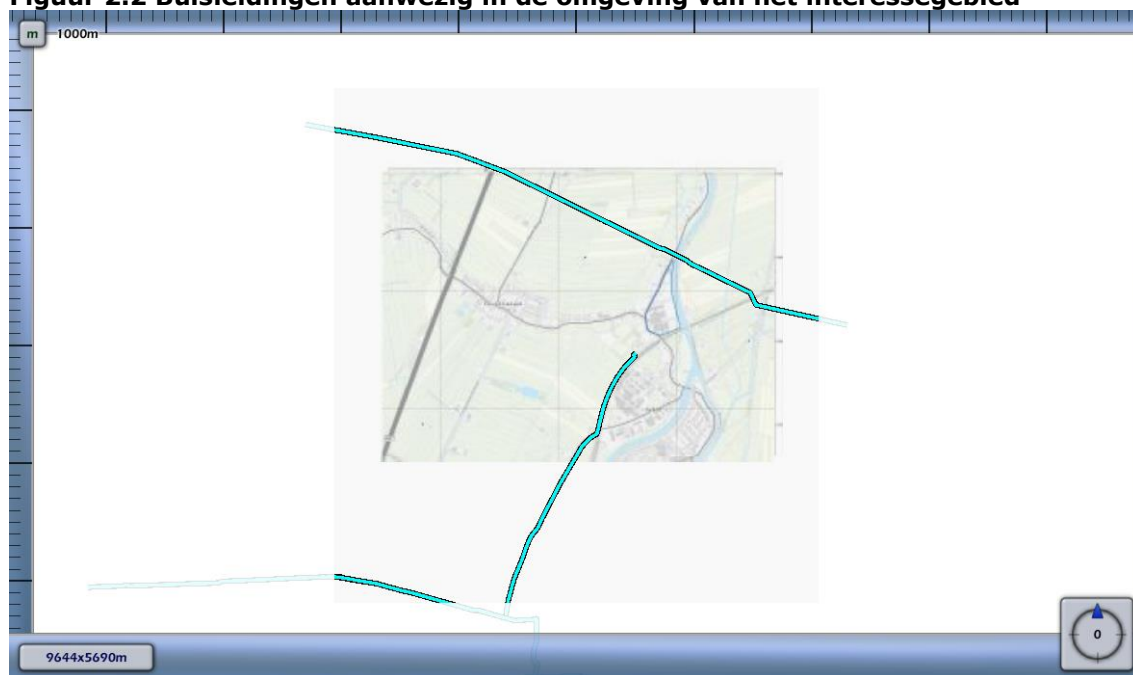 Figuur 2.2 Buisleidingen aanwezig in de omgeving van het interessegebied
m
1000m
0
9644x5690m